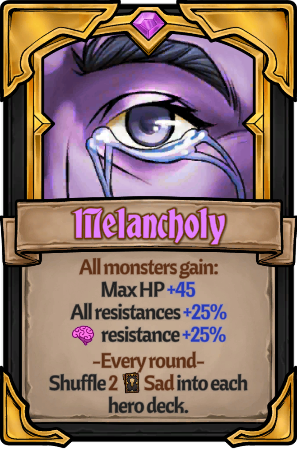 Melancholy
All monsters gain:
Max HP +45
All resistances +25%
resistance +25%
-Every round-
Shuffle 2 Sad into each
hero deck.